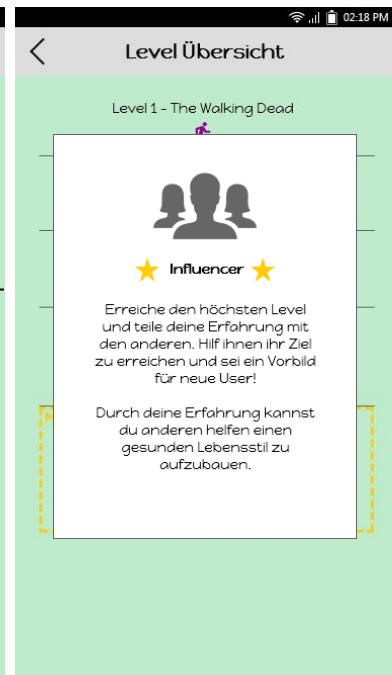 02:18 PM
Level Übersicht
Level 1 - The Walking Dead
Influencer
Erreiche den höchsten Level
und teile deine Erfahrung mit
den anderen. Hilf ihnen ihr Ziel
zu erreichen und sei ein Vorbild
für neue User!
Durch deine Erfahrung kannst
du anderen helfen einen
gesunden Lebensstil zu
aufzubauen.